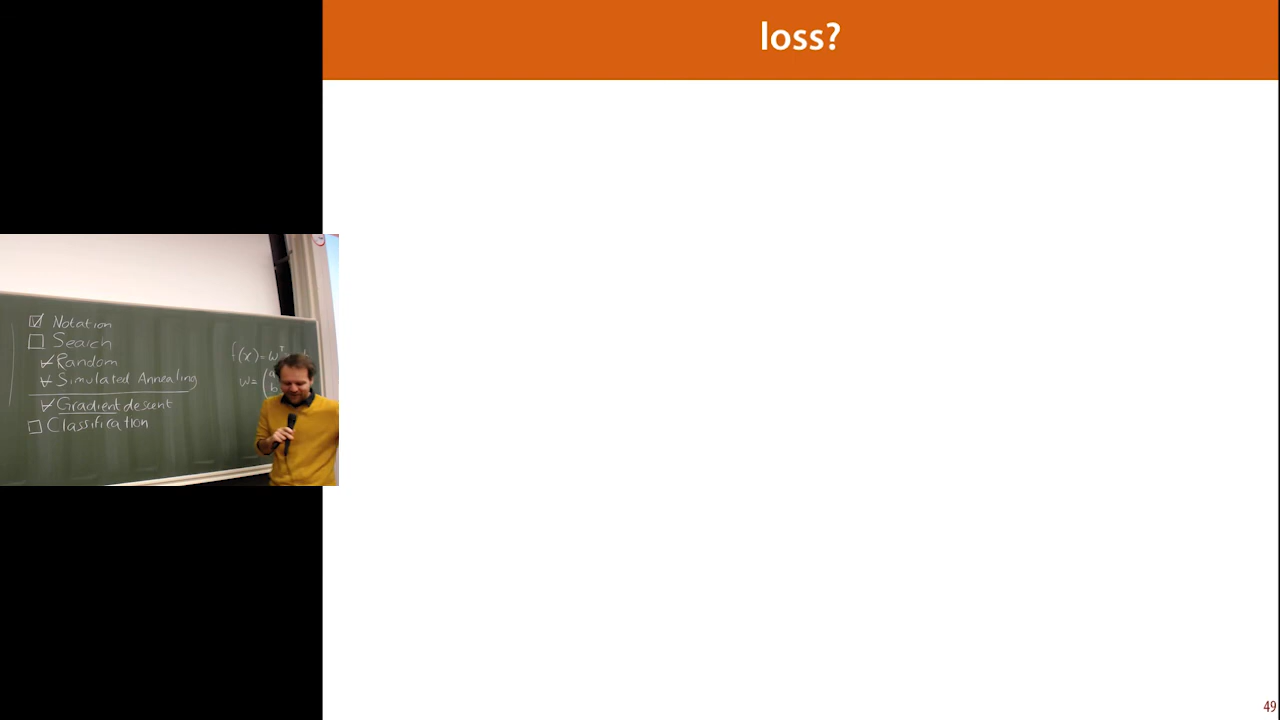 loss?
Notation
Search
Random
Simulated Annealing
Gradient descent
Classification
f(x)=w
w=
49